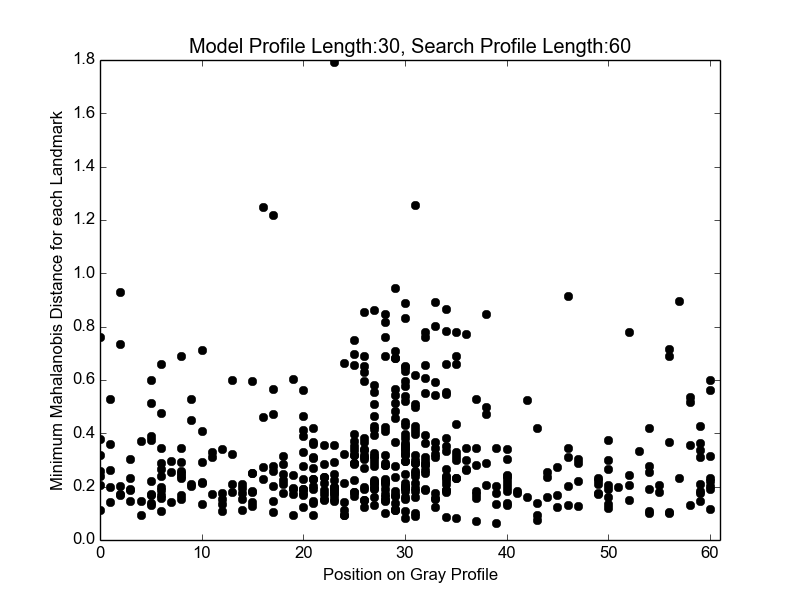 Model Profile Length:30, Search Profile Length:60
Minimum Mahalanobis Distance for each Landmark
1.8
1.6
1.4
1.2
1.0
0.8
0.6
0.4
0.2
0.0
0 10 20 30 40 50 60
Position on Gray Profile